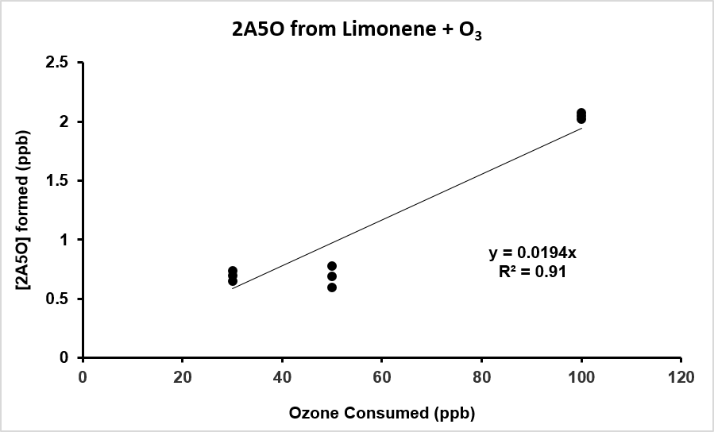 2A5O from Limonene + O₃
2.5
2
1.5
1
0.5
0
[2A5O] formed (ppb)
y = 0.0194x
R² = 0.91
0 20 40 60 80 100 120
Ozone Consumed (ppb)